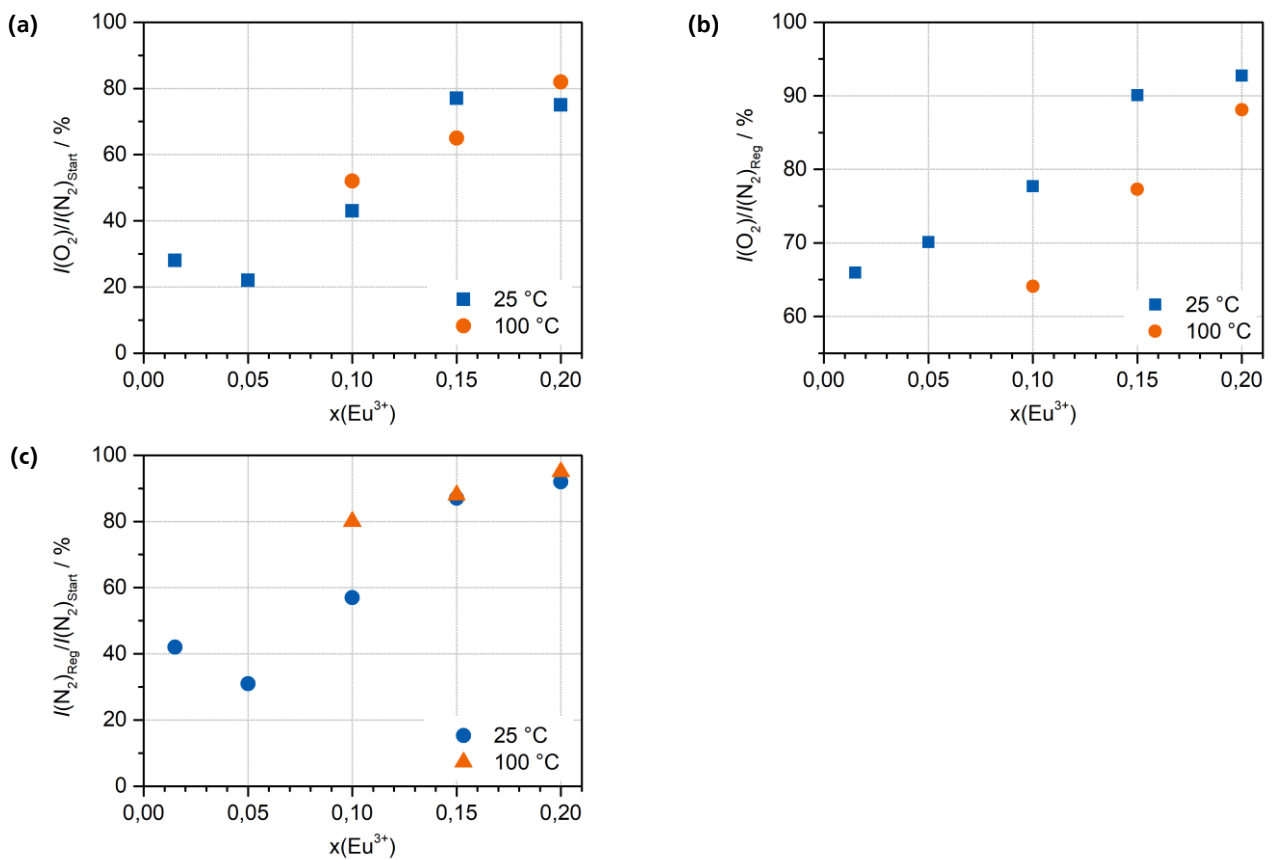 (a)
100
80
60
40
20
0
I(O₂)/I(N₂)Start / %
0,00 0,05 0,10 0,15 0,20
x(Eu³⁺)
25 °C
100 °C
(b)
100
90
80
70
60
I(O₂)/I(N₂)Reg / %
0,00 0,05 0,10 0,15 0,20
x(Eu³⁺)
25 °C
100 °C
(c)
100
80
60
40
20
0
I(N₂)Reg/I(N₂)Start / %
0,00 0,05 0,10 0,15 0,20
x(Eu³⁺)
25 °C
100 °C